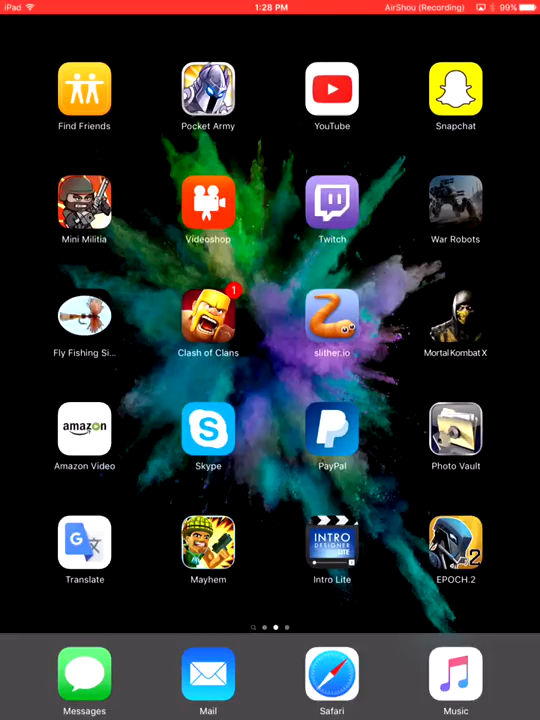 iPad 1:28 PM AirShou (Recording) 99%
Find Friends Pocket Army YouTube Snapchat
Mini Militia Videoshop Twitch War Robots
1
Fly Fishing Si... Clash of Clans slither.io Mortal Kombat X
amazon
Amazon Video Skype PayPal Photo Vault
INTRO
DESIGNER
LITE
2
Translate Mayhem Intro Lite EPOCH.2
Messages Mail Safari Music